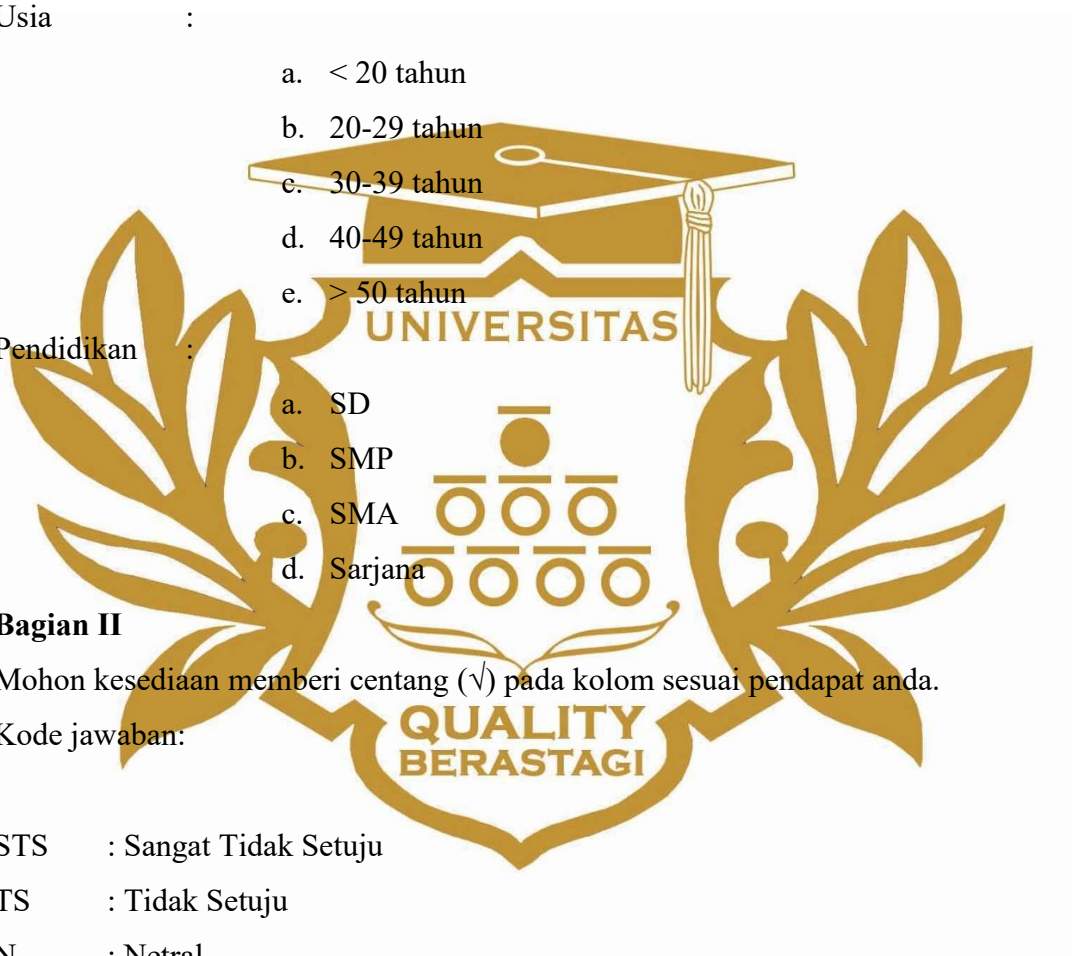 Usia :
a. < 20 tahun
b. 20-29 tahun
c. 30-39 tahun
d. 40-49 tahun
e. > 50 tahun
UNIVERSITAS
Pendidikan :
a. SD
b. SMP
c. SMA
d. Sarjana
Bagian II
Mohon kesediaan memberi centang (√) pada kolom sesuai pendapat anda.
QUALITY
Kode jawaban:
BERASTAGI
STS : Sangat Tidak Setuju
TS : Tidak Setuju
N : Netral